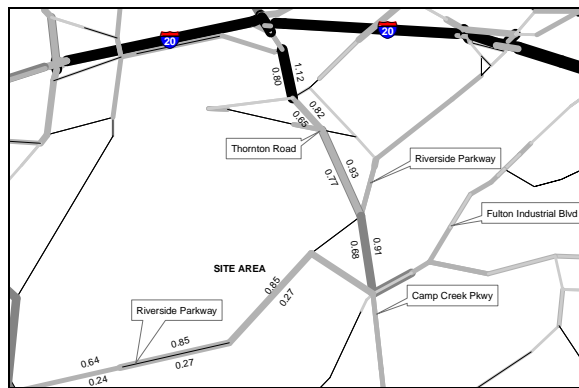 20
20
1.12
0.80
0.82
0.65
Thornton Road
0.93
0.77
Riverside Parkway
Fulton Industrial Blvd
0.91
0.68
SITE AREA
0.85
0.27
Camp Creek Pkwy
Riverside Parkway
0.85
0.27
0.64
0.24